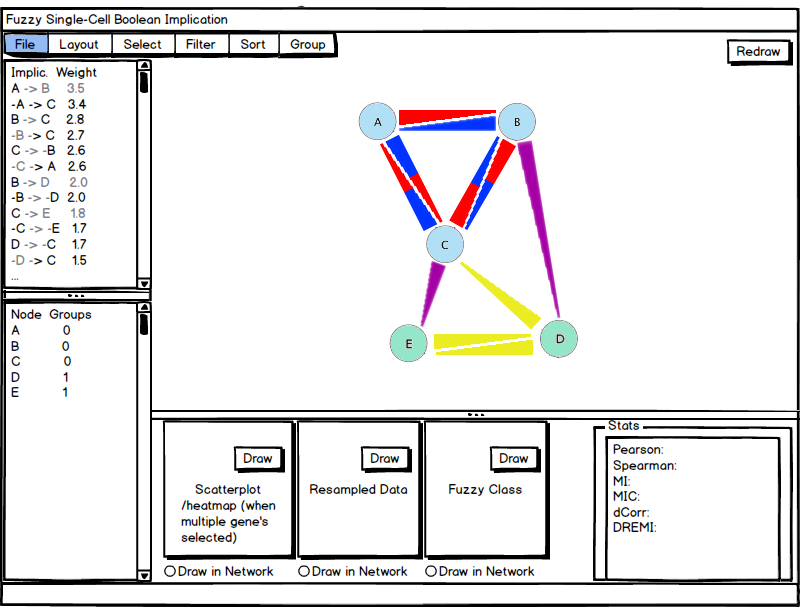 Fuzzy Single-Cell Boolean Implication
File Layout Select Filter Sort Group
Redraw
Implic. Weight
A -> B 3.5
-A -> C 3.4
B -> C 2.8
-B -> C 2.7
C -> -B 2.6
-C -> A 2.6
B -> D 2.0
-B -> -D 2.0
C -> E 1.8
-C -> -E 1.7
D -> -C 1.7
-D -> C 1.5
...
A
B
C
E
D
Node Groups
A 0
B 0
C 0
D 1
E 1
Draw
Scatterplot
/heatmap (when
multiple gene's
selected)
Draw in Network
Draw
Resampled Data
Draw in Network
Draw
Fuzzy Class
Draw in Network
Stats
Pearson:
Spearman:
MI:
MIC:
dCorr:
DREMI: